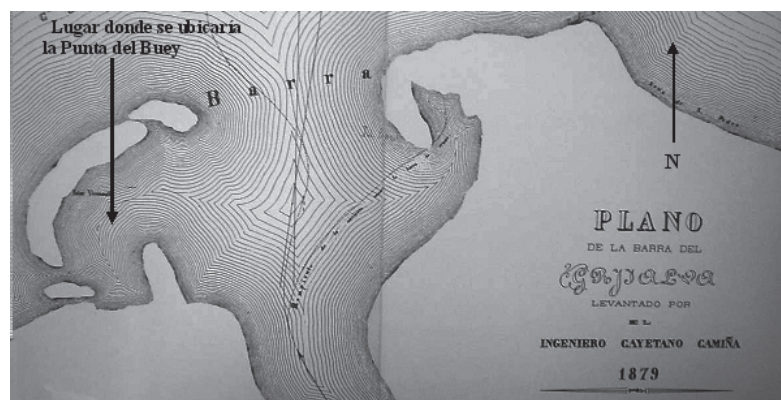 Lugar donde se ubicaría
la Punta del Buey
Barra
N
PLANO
DE LA BARRA DEL
GRIJALVA
LEVANTADO POR
EL
INGENIERO CAYETANO CAMIÑA
1879